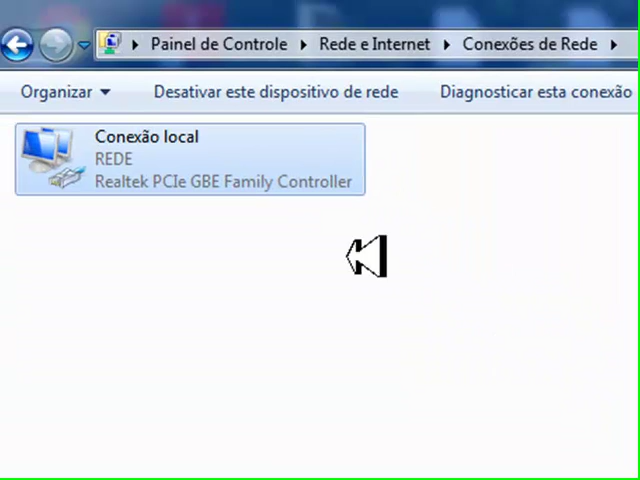 Painel de Controle Rede e Internet Conexões de Rede
Organizar Desativar este dispositivo de rede Diagnosticar esta conexão
Conexão local
REDE
Realtek PCIe GBE Family Controller